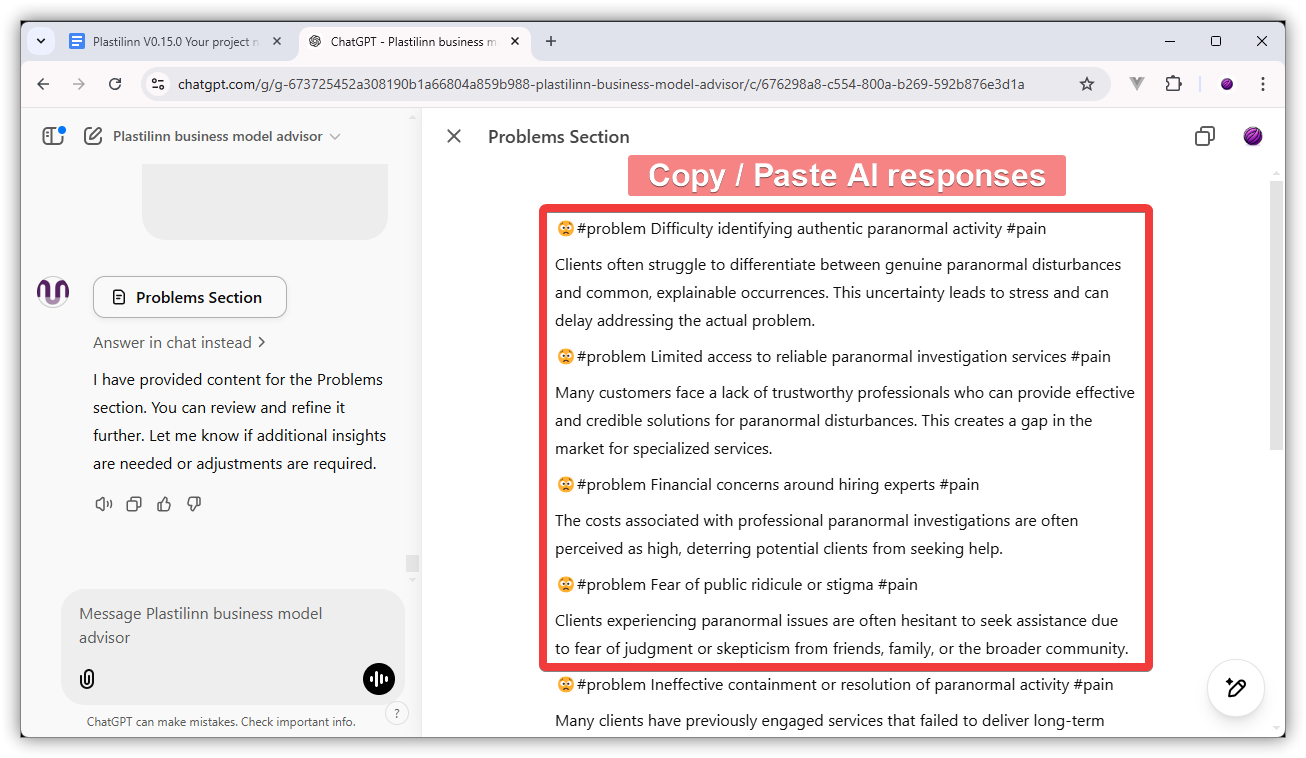 Plastilinn V0.15.0 Your project n
ChatGPT - Plastilinn business m
chatgpt.com/g/g-673725452a308190b1a66804a859b988-plastilinn-business-model-advisor/c/676298a8-c554-800a-b269-592b876e3d1a
Plastilinn business model advisor
Problems Section
Answer in chat instead
I have provided content for the Problems
section. You can review and refine it
further. Let me know if additional insights
are needed or adjustments are required.
Message Plastilinn business model
advisor
ChatGPT can make mistakes. Check important info.
?
Problems Section
Copy / Paste AI responses
😳#problem Difficulty identifying authentic paranormal activity #pain
Clients often struggle to differentiate between genuine paranormal disturbances
and common, explainable occurrences. This uncertainty leads to stress and can
delay addressing the actual problem.
😳#problem Limited access to reliable paranormal investigation services #pain
Many customers face a lack of trustworthy professionals who can provide effective
and credible solutions for paranormal disturbances. This creates a gap in the
market for specialized services.
😳#problem Financial concerns around hiring experts #pain
The costs associated with professional paranormal investigations are often
perceived as high, deterring potential clients from seeking help.
😳#problem Fear of public ridicule or stigma #pain
Clients experiencing paranormal issues are often hesitant to seek assistance due
to fear of judgment or skepticism from friends, family, or the broader community.
😳#problem Ineffective containment or resolution of paranormal activity #pain
Many clients have previously engaged services that failed to deliver long-term